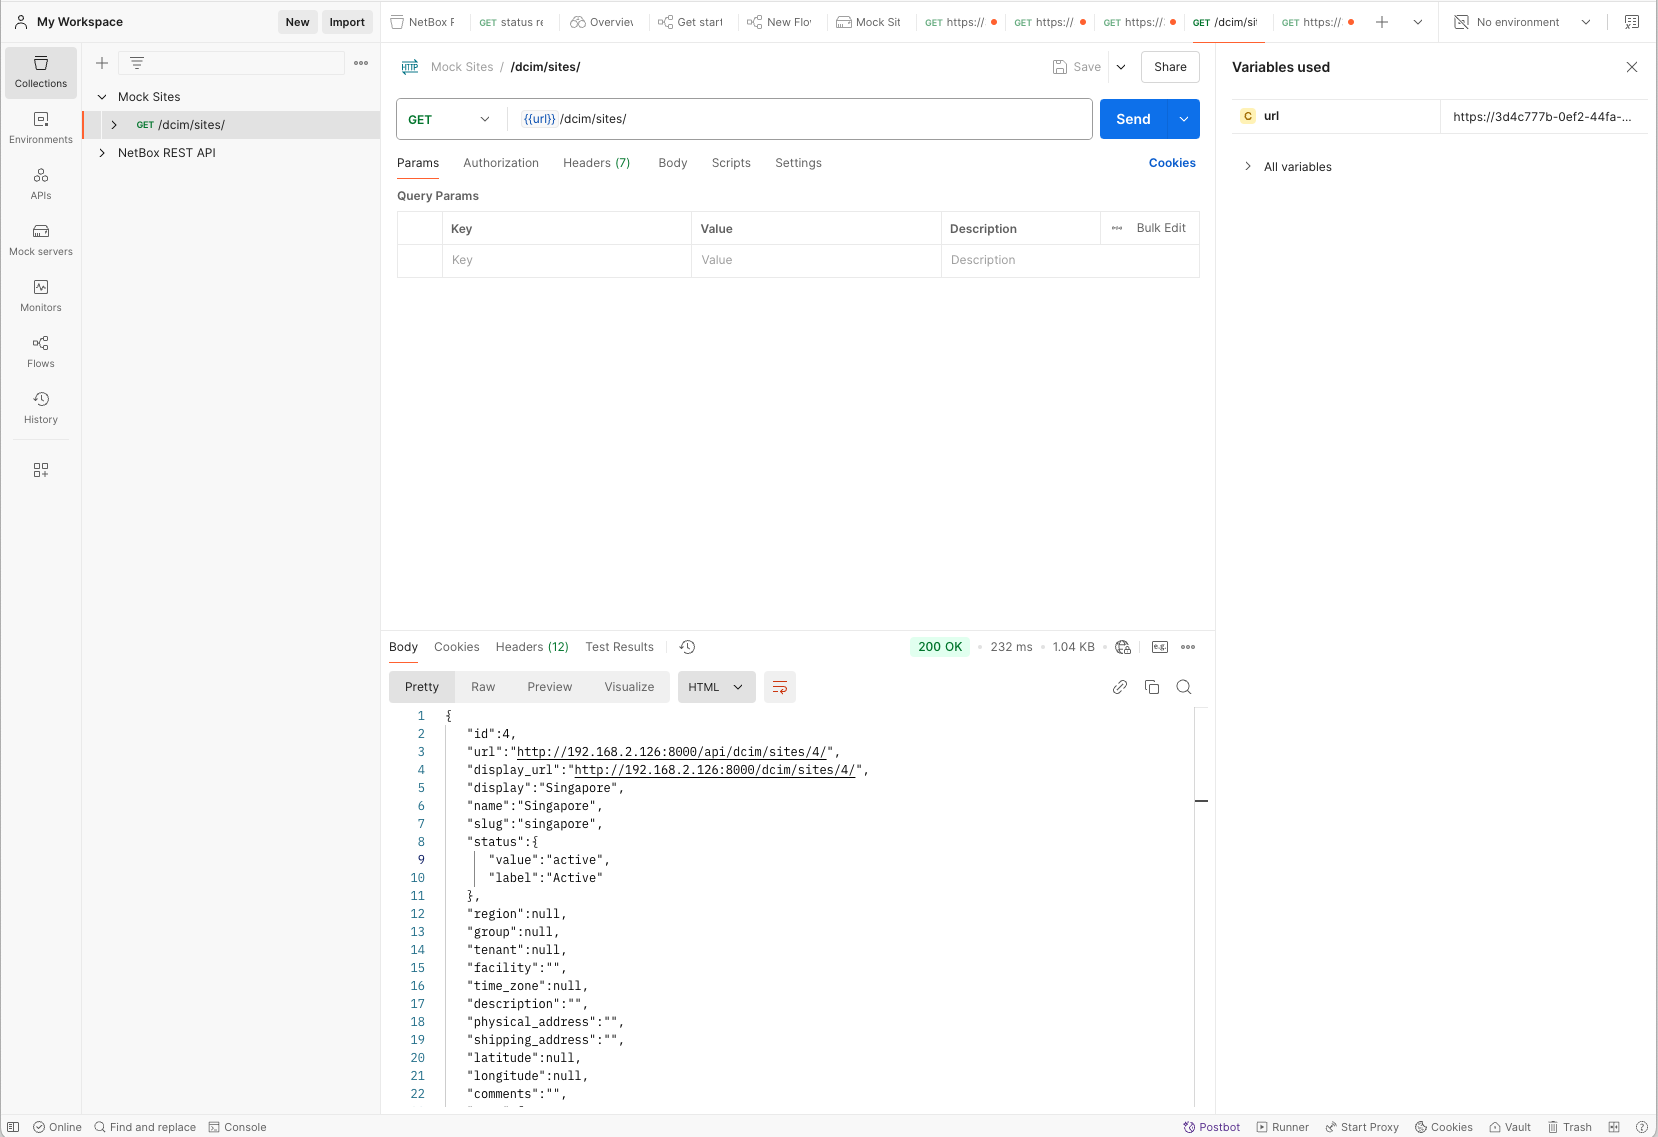 My Workspace
New
Import
NetBox F
GET status re
Overviev
Get start
New Flo
Mock Sit
GET https://
GET https://
GET https:/
GET /dcim/si
GET https:/
No environment
Collections
Environments
APIs
Mock servers
Monitors
Flows
History
Mock Sites
GET /dcim/sites/
NetBox REST API
HTTP
Mock Sites / /dcim/sites/
Save
Share
GET
{{url}} /dcim/sites/
Send
Params
Authorization
Headers (7)
Body
Scripts
Settings
Cookies
Query Params
Key
Value
Description
Bulk Edit
Key
Value
Description
Variables used
C url
https://3d4c777b-0ef2-44fa-...
All variables
Body
Cookies
Headers (12)
Test Results
200 OK
232 ms
1.04 KB
e.g.
Pretty
Raw
Preview
Visualize
HTML
1 {
2 "id":4,
3 "url":"http://192.168.2.126:8000/api/dcim/sites/4/",
4 "display_url":"http://192.168.2.126:8000/dcim/sites/4/",
5 "display":"Singapore",
6 "name":"Singapore",
7 "slug":"singapore",
8 "status":{
9 "value":"active",
10 "label":"Active"
11 },
12 "region":null,
13 "group":null,
14 "tenant":null,
15 "facility":"",
16 "time_zone":null,
17 "description":"",
18 "physical_address":"",
19 "shipping_address":"",
20 "latitude":null,
21 "longitude":null,
22 "comments":"",
Online
Find and replace
Console
Postbot
Runner
Start Proxy
Cookies
Vault
Trash